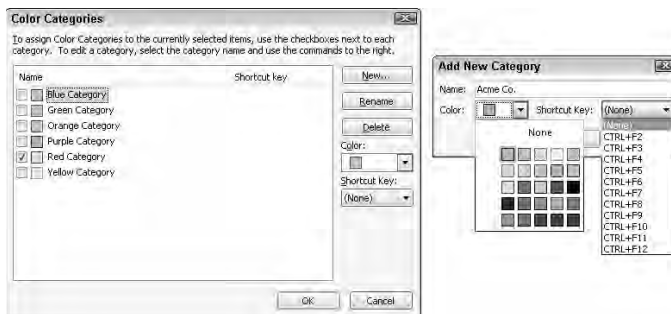 Color Categories
To assign Color Categories to the currently selected items, use the checkboxes next to each
category. To edit a category, select the category name and use the commands to the right.
Name Shortcut key
Blue Category
Green Category
Orange Category
Purple Category
Red Category
Yellow Category
New...
Rename
Delete
Color:
Shortcut Key:
(None)
OK Cancel
Add New Category
Name: Acme Co.
Color: Shortcut Key: (None)
None
(None)
CTRL+F2
CTRL+F3
CTRL+F4
CTRL+F5
CTRL+F6
CTRL+F7
CTRL+F8
CTRL+F9
CTRL+F10
CTRL+F11
CTRL+F12